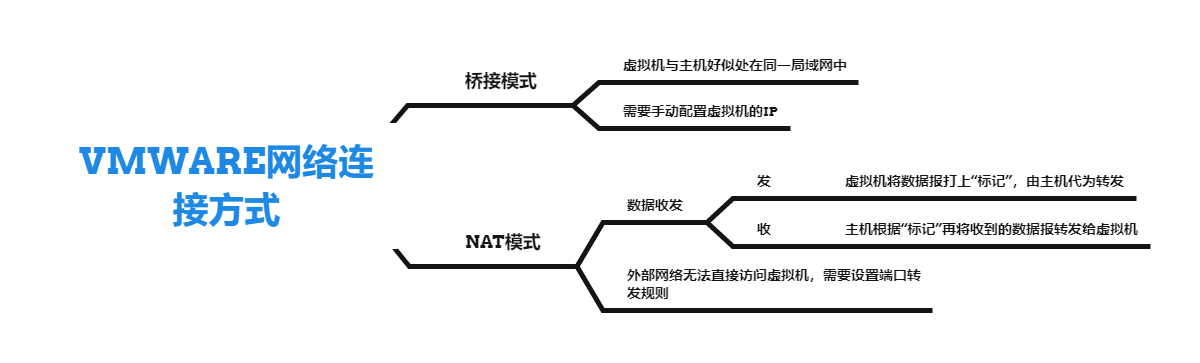 VMWARE网络连
接方式
桥接模式
虚拟机与主机好似处在同一局域网中
需要手动配置虚拟机的IP
NAT模式
数据收发
发
虚拟机将数据报打上“标记”，由主机代为转发
收
主机根据“标记”再将收到的数据报转发给虚拟机
外部网络无法直接访问虚拟机，需要设置端口转
发规则